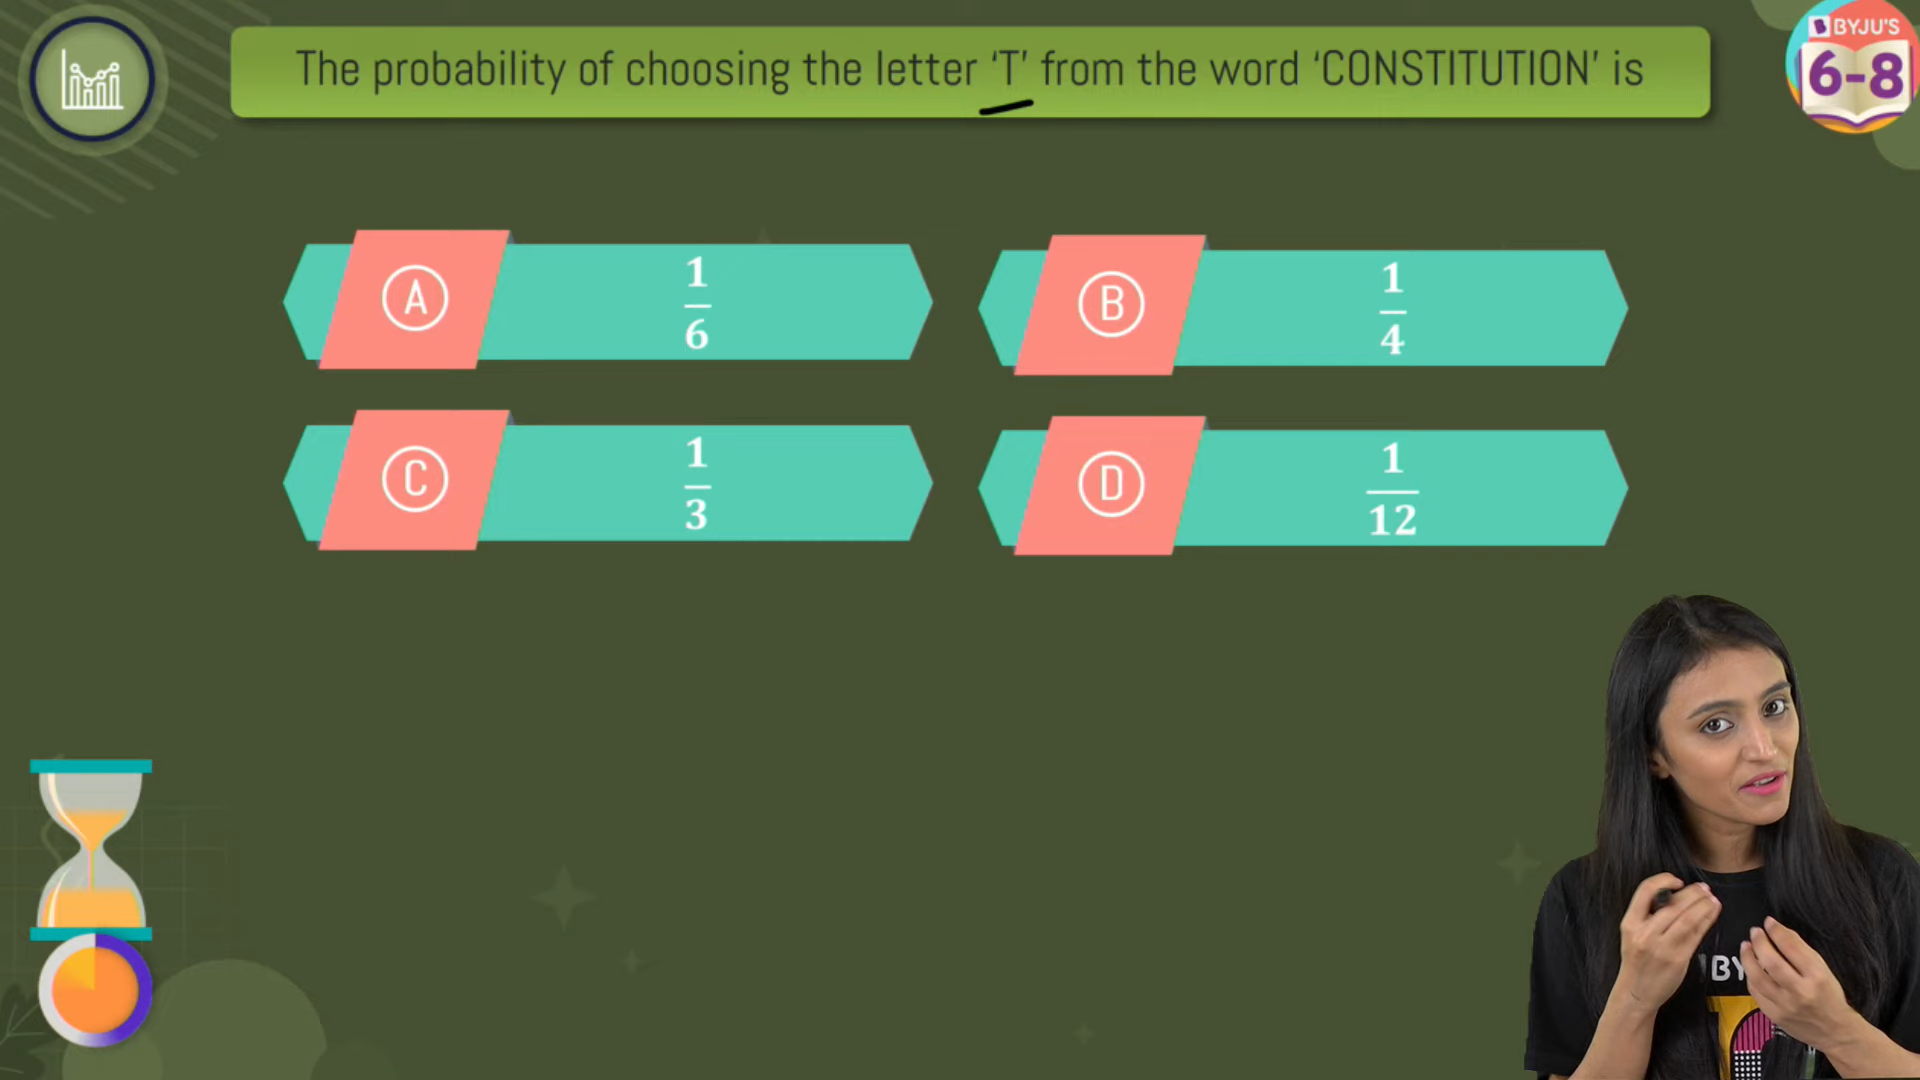 BYJU'S
6-8
The probability of choosing the letter ‘T’ from the word ‘CONSTITUTION’ is
A 1/6
B 1/4
C 1/3
D 1/12
BY